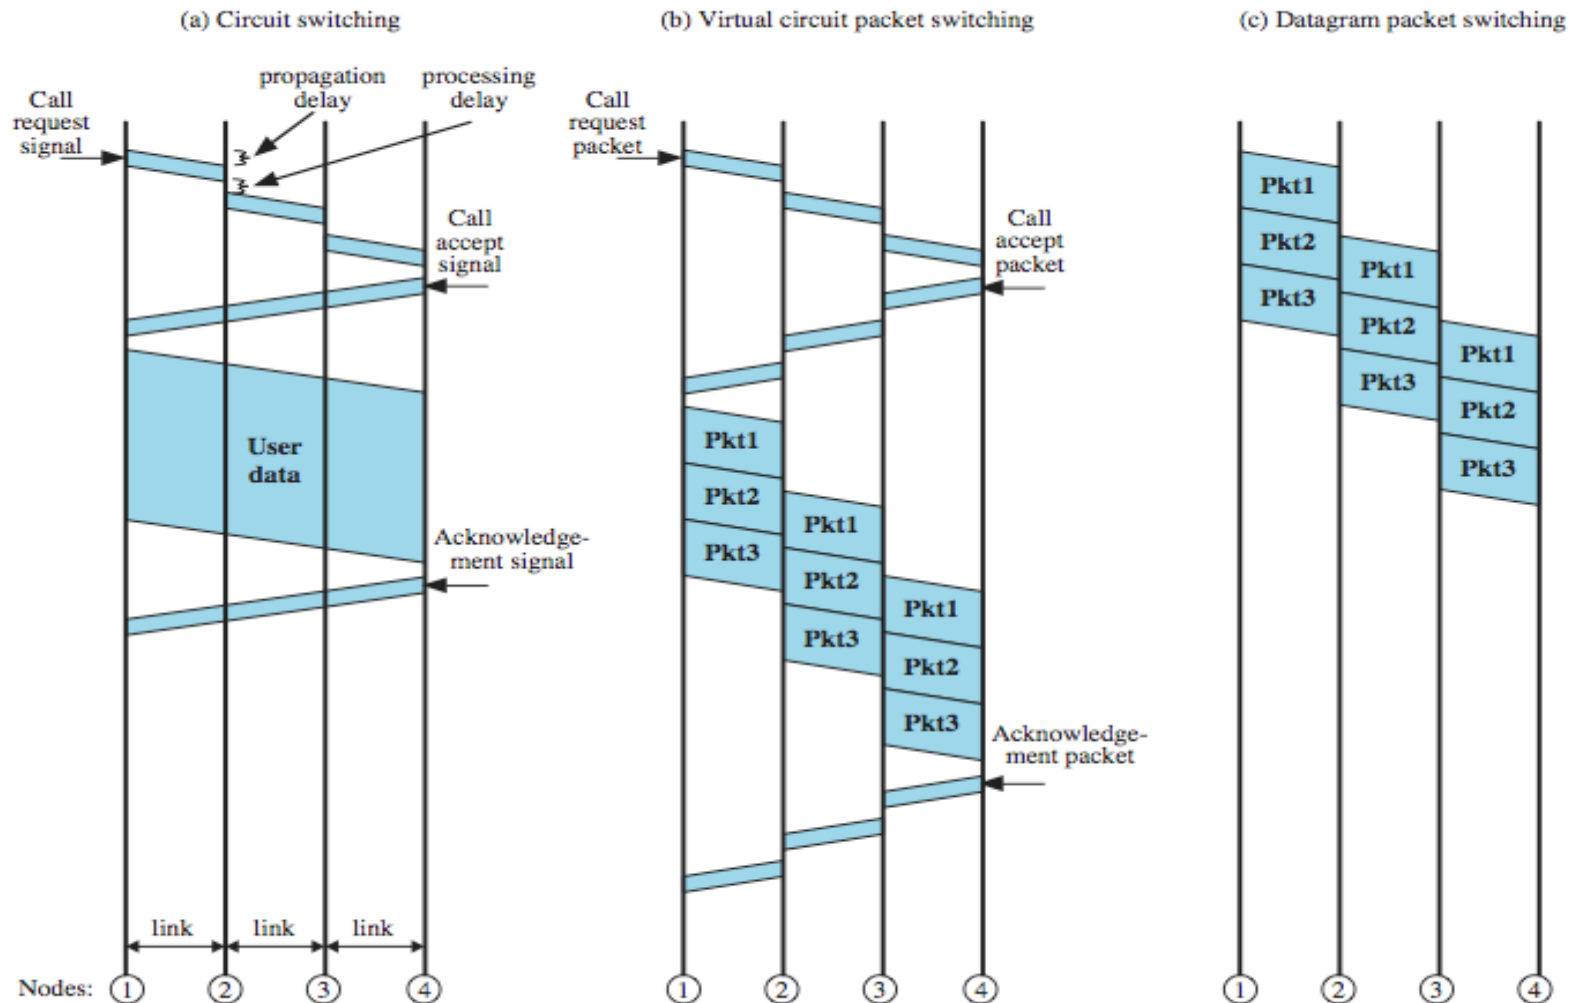 (a) Circuit switching
(b) Virtual circuit packet switching
(c) Datagram packet switching
propagation
delay
processing
delay
Call
request
signal
Call
accept
signal
User
data
Acknowledge-
ment signal
link
link
link
Nodes:
1
2
3
4
Call
request
packet
Call
accept
packet
Pkt1
Pkt2
Pkt3
Pkt1
Pkt2
Pkt3
Pkt1
Pkt2
Pkt3
Acknowledge-
ment packet
1
2
3
4
Pkt1
Pkt2
Pkt3
Pkt1
Pkt2
Pkt3
Pkt1
Pkt2
Pkt3
1
2
3
4